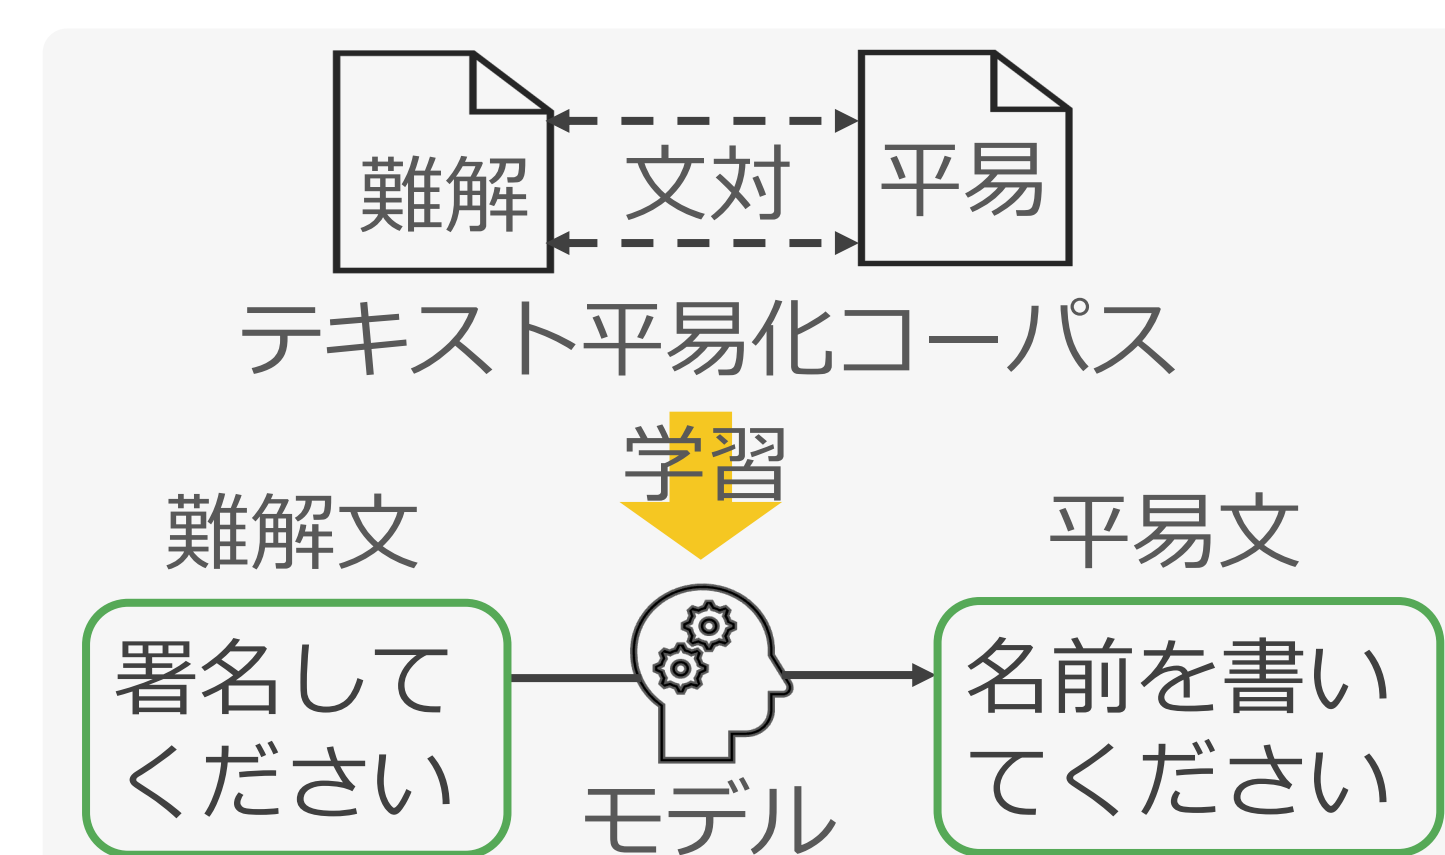 難解
文対
平易
テキスト平易化コーパス
学習
難解文
平易文
署名して
ください
名前を書い
てください
モデル